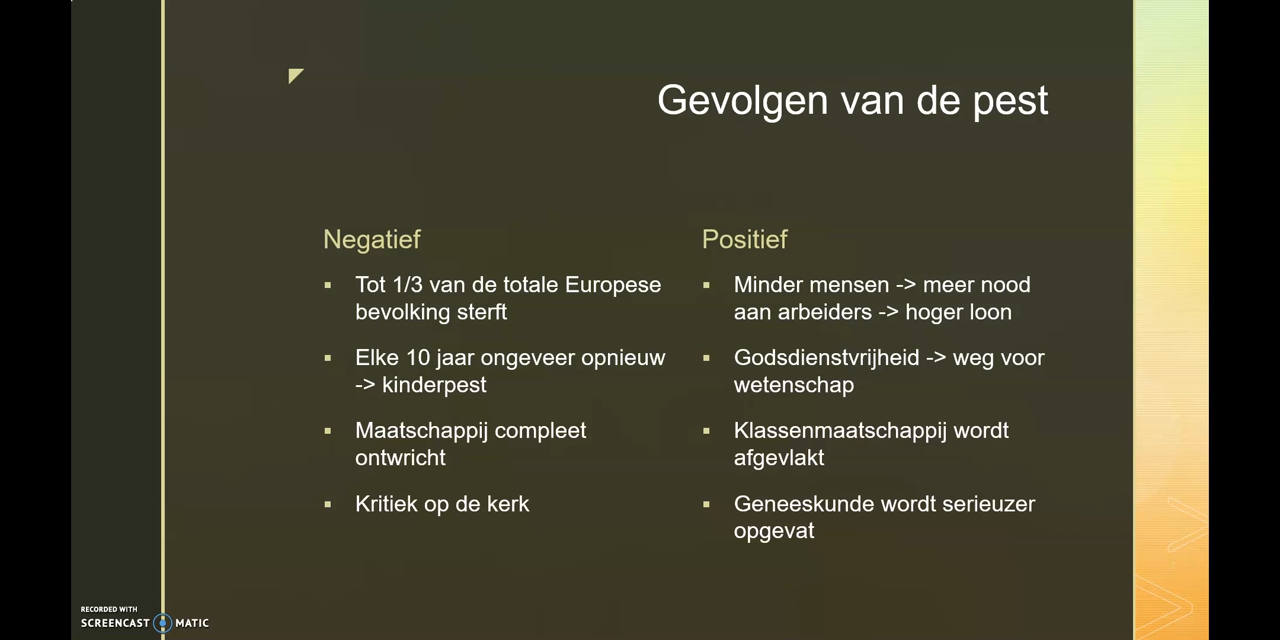 Gevolgen van de pest
Negatief
Tot 1/3 van de totale Europese
bevolking sterft
Elke 10 jaar ongeveer opnieuw
-> kinderpest
Maatschappij compleet
ontwricht
Kritiek op de kerk
Positief
Minder mensen -> meer nood
aan arbeiders -> hoger loon
Godsdienstvrijheid -> weg voor
wetenschap
Klassenmaatschappij wordt
afgevlakt
Geneeskunde wordt serieuzer
opgevat
RECORDED WITH
SCREENCAST MATIC